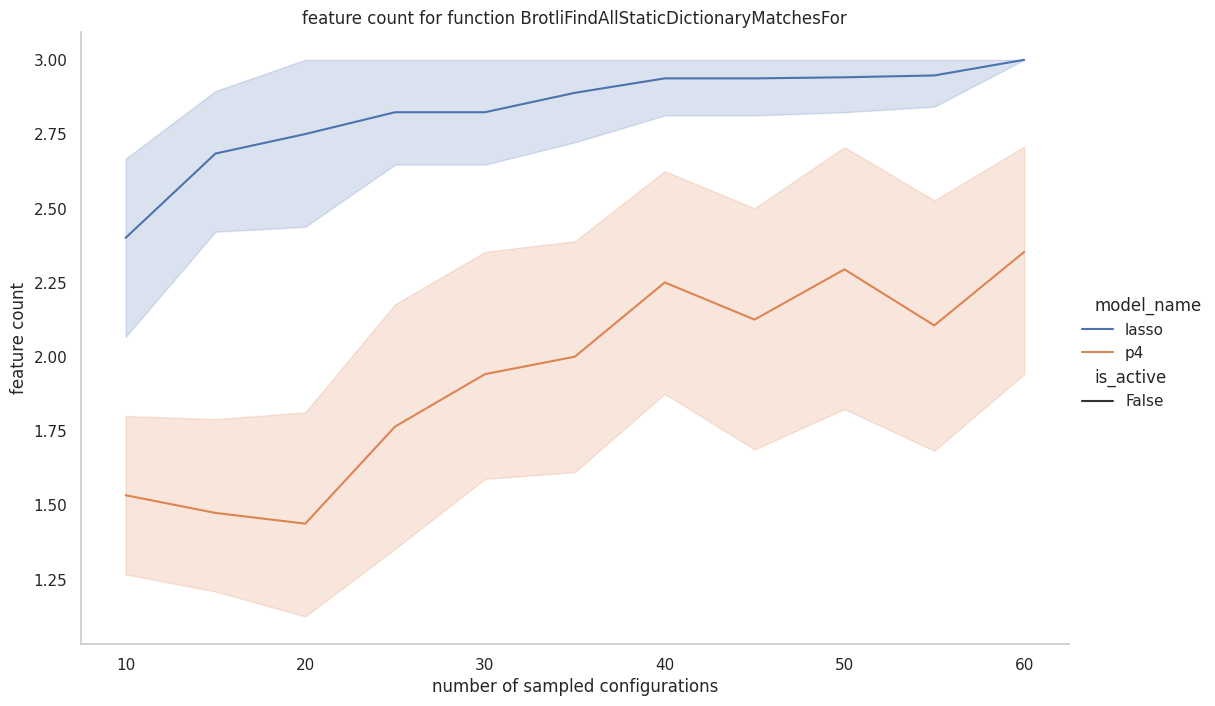 feature count for function BrotliFindAllStaticDictionaryMatchesFor
3.00
2.75
2.50
2.25
2.00
1.75
1.50
1.25
feature count
10 20 30 40 50 60
number of sampled configurations
model_name
lasso
p4
is_active
False